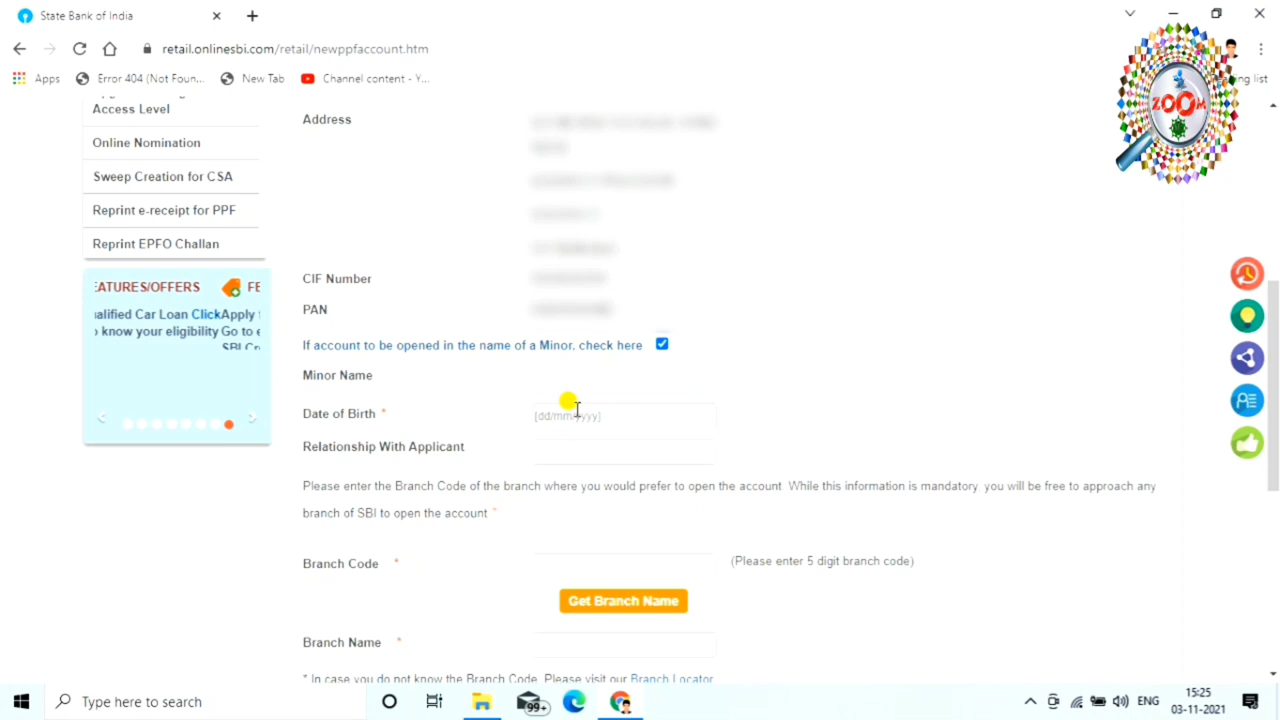 State Bank of India
retail.onlinesbi.com/retail/newppfaccount.htm
Apps
Error 404 (Not Foun...
New Tab
Channel content - Y...
ZOOM
Access Level
Online Nomination
Sweep Creation for CSA
Reprint e-receipt for PPF
Reprint EPFO Challan
EATURES/OFFERS
FE
ualified Car Loan ClickApply
know your eligibility Go to e
SBI Cr
Address
CIF Number
PAN
If account to be opened in the name of a Minor, check here
Minor Name
Date of Birth *
Relationship With Applicant
Please enter the Branch Code of the branch where you would prefer to open the account. While this information is mandatory, you will be free to approach any
branch of SBI to open the account *
Branch Code *
(Please enter 5 digit branch code)
Get Branch Name
Branch Name *
* In case you do not know the Branch Code, Please visit our Branch Locator
Type here to search
99+
ENG
15:25
03-11-2021